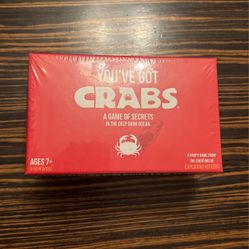 YOU'VE GOT
CRABS
A GAME OF SECRETS
IN THE DEEP DARK OCEAN
AGES 7+
A PARTY GAME FROM
THE CREATORS OF
EXPLODING KITTENS